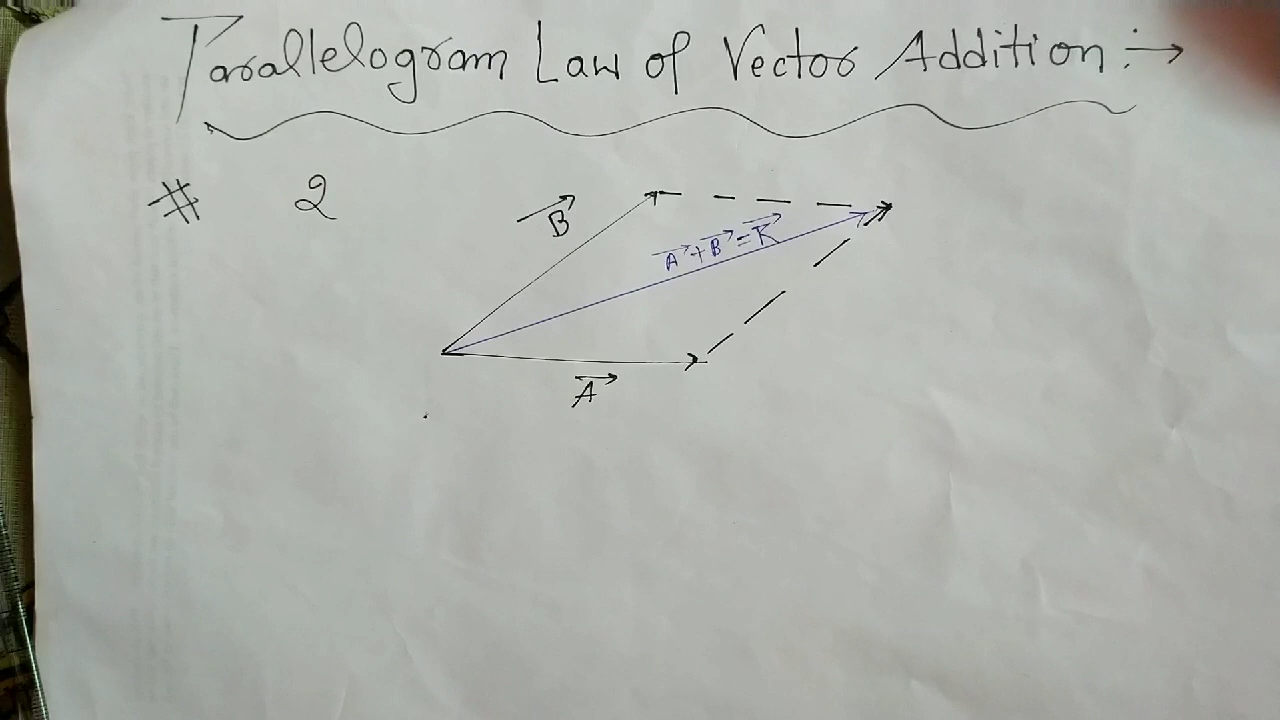 Parallelogram Law of Vector Addition :→
# 2
B⃗
A⃗ + B⃗ = R⃗
A⃗